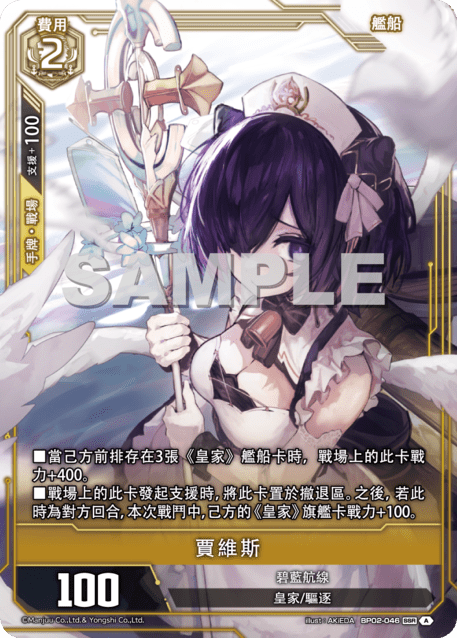 費用
2
艦船
支援+100
手牌・戰場
SAMPLE
■當己方前排存在3張《皇家》艦船卡時，戰場上的此卡戰
力+400。
■戰場上的此卡發起支援時，將此卡置於撤退區。之後，若此
時為對方回合，本次戰鬥中，己方的《皇家》旗艦卡戰力+100。
賈維斯
100
碧藍航線
皇家/驅逐
©Manjuu Co.,Ltd. & Yongshi Co.,Ltd.
illust: AKiEDA BP02-046 SSR A